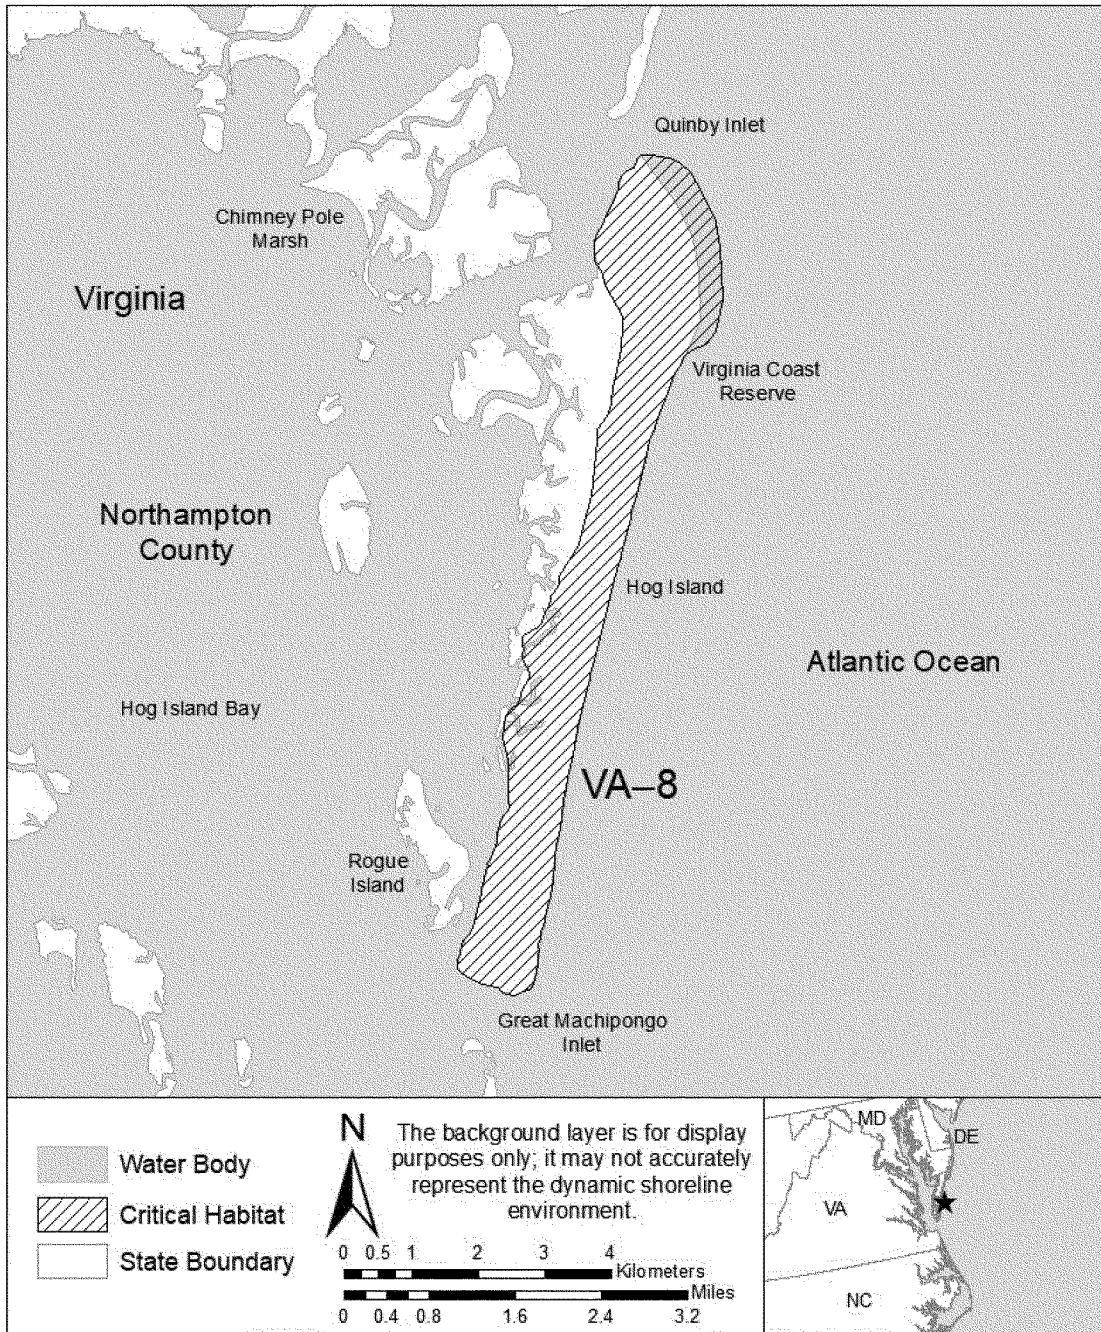 Quinby Inlet
Chimney Pole
Marsh
Virginia
Virginia Coast
Reserve
Northampton
County
Hog Island
Atlantic Ocean
Hog Island Bay
VA–8
Rogue
Island
Great Machipongo
Inlet
Water Body
Critical Habitat
State Boundary
N
The background layer is for display
purposes only; it may not accurately
represent the dynamic shoreline
environment.
0 0.5 1 2 3 4
Kilometers
Miles
0 0.4 0.8 1.6 2.4 3.2
MD
DE
VA
NC